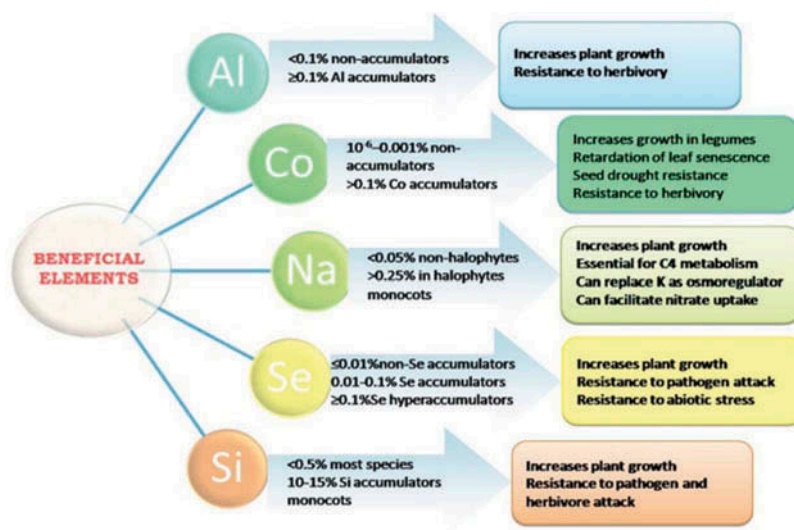 BENEFICIAL
ELEMENTS
Al
<0.1% non-accumulators
≥0.1% Al accumulators
Increases plant growth
Resistance to herbivory
Co
10⁻⁶–0.001% non-
accumulators
>0.1% Co accumulators
Increases growth in legumes
Retardation of leaf senescence
Seed drought resistance
Resistance to herbivory
Na
<0.05% non-halophytes
>0.25% in halophytes
monocots
Increases plant growth
Essential for C4 metabolism
Can replace K as osmoregulator
Can facilitate nitrate uptake
Se
≤0.01%non-Se accumulators
0.01-0.1% Se accumulators
≥0.1%Se hyperaccumulators
Increases plant growth
Resistance to pathogen attack
Resistance to abiotic stress
Si
<0.5% most species
10-15% Si accumulators
monocots
Increases plant growth
Resistance to pathogen and
herbivore attack